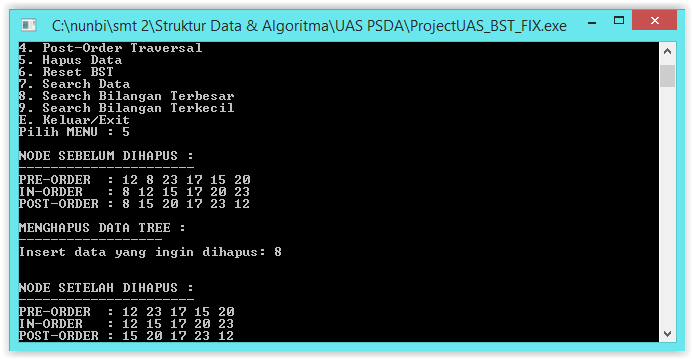 C:\nunbi\smt 2\Struktur Data & Algoritma\UAS PSDA\ProjectUAS_BST_FIX.exe
4. Post-Order Traversal
5. Hapus Data
6. Reset BST
7. Search Data
8. Search Bilangan Terbesar
9. Search Bilangan Terkecil
E. Keluar/Exit
Pilih MENU : 5
NODE SEBELUM DIHAPUS :
----------------------
PRE-ORDER  : 12 8 23 17 15 20
IN-ORDER   : 8 12 15 17 20 23
POST-ORDER : 8 15 20 17 23 12
MENGHAPUS DATA TREE :
------------------
Insert data yang ingin dihapus: 8
NODE SETELAH DIHAPUS :
----------------------
PRE-ORDER  : 12 23 17 15 20
IN-ORDER   : 12 15 17 20 23
POST-ORDER : 15 20 17 23 12